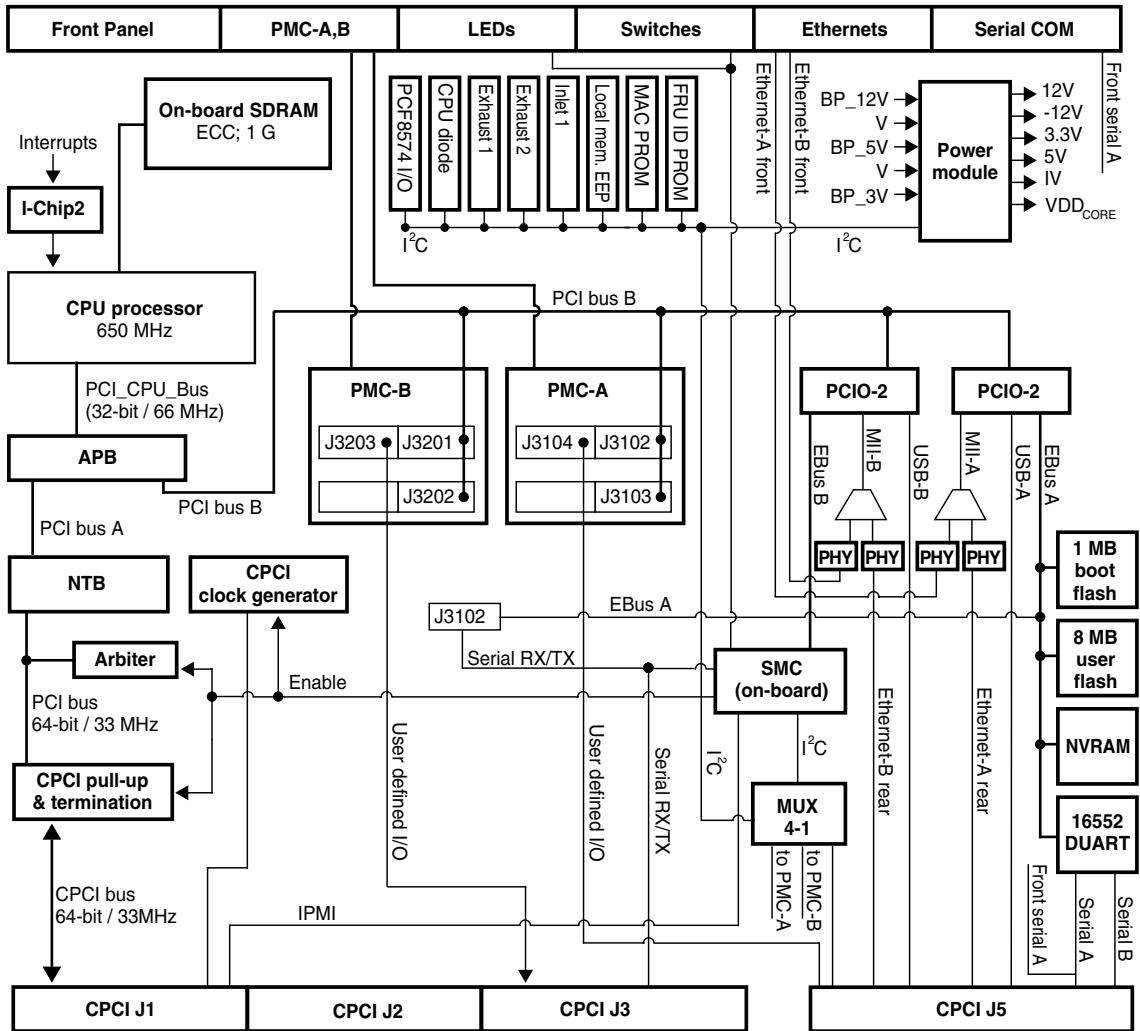 Front Panel
PMC-A,B
LEDs
Switches
Ethernets
Serial COM
On-board SDRAM
ECC; 1 G
Interrupts
I-Chip2
CPU processor
650 MHz
PCF8574 I/O
CPU diode
Exhaust 1
Exhaust 2
Inlet 1
Local mem. EEP
MAC PROM
FRU ID PROM
I²C
I²C
Ethernet-A front
Ethernet-B front
BP_12V
V
BP_5V
V
BP_3V
Power
module
12V
-12V
3.3V
5V
IV
VDDCORE
Front serial A
PCI bus B
PCI_CPU_Bus
(32-bit / 66 MHz)
APB
PCI bus B
PCI bus A
PMC-B
J3203
J3201
J3202
PMC-A
J3104
J3102
J3103
PCIO-2
PCIO-2
EBus B
MII-B
USB-B
MII-A
USB-A
EBus A
PHY
PHY
PHY
PHY
1 MB
boot
flash
8 MB
user
flash
NVRAM
16552
DUART
NTB
CPCI
clock generator
J3102
EBus A
Arbiter
Serial RX/TX
Enable
SMC
(on-board)
PCI bus
64-bit / 33 MHz
CPCI pull-up
& termination
User defined I/O
User defined I/O
Serial RX/TX
I²C
I²C
MUX
4-1
to PMC-A
to PMC-B
Ethernet-B rear
Ethernet-A rear
CPCI bus
64-bit / 33MHz
IPMI
Front serial A
Serial A
Serial B
CPCI J1
CPCI J2
CPCI J3
CPCI J5